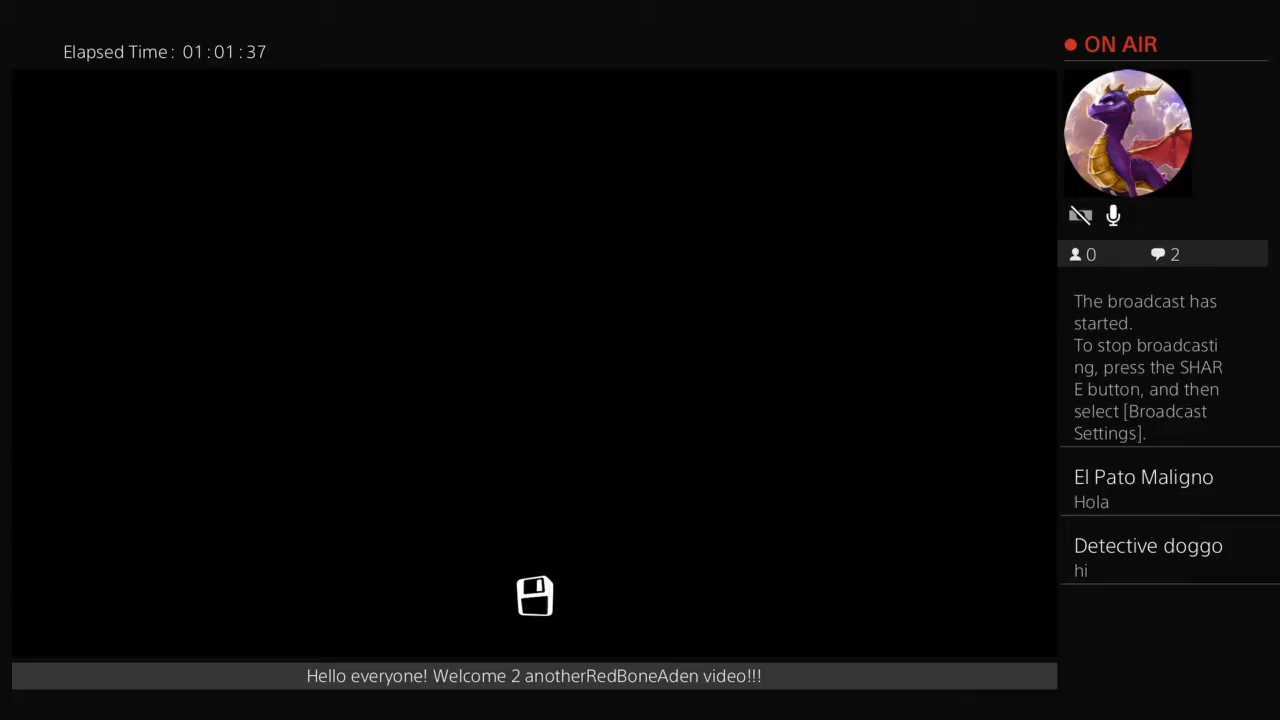 Elapsed Time: 01:01:37
ON AIR
0 2
The broadcast has
started.
To stop broadcasti
ng, press the SHAR
E button, and then
select [Broadcast
Settings].
El Pato Maligno
Hola
Detective doggo
hi
Hello everyone! Welcome 2 anotherRedBoneAden video!!!